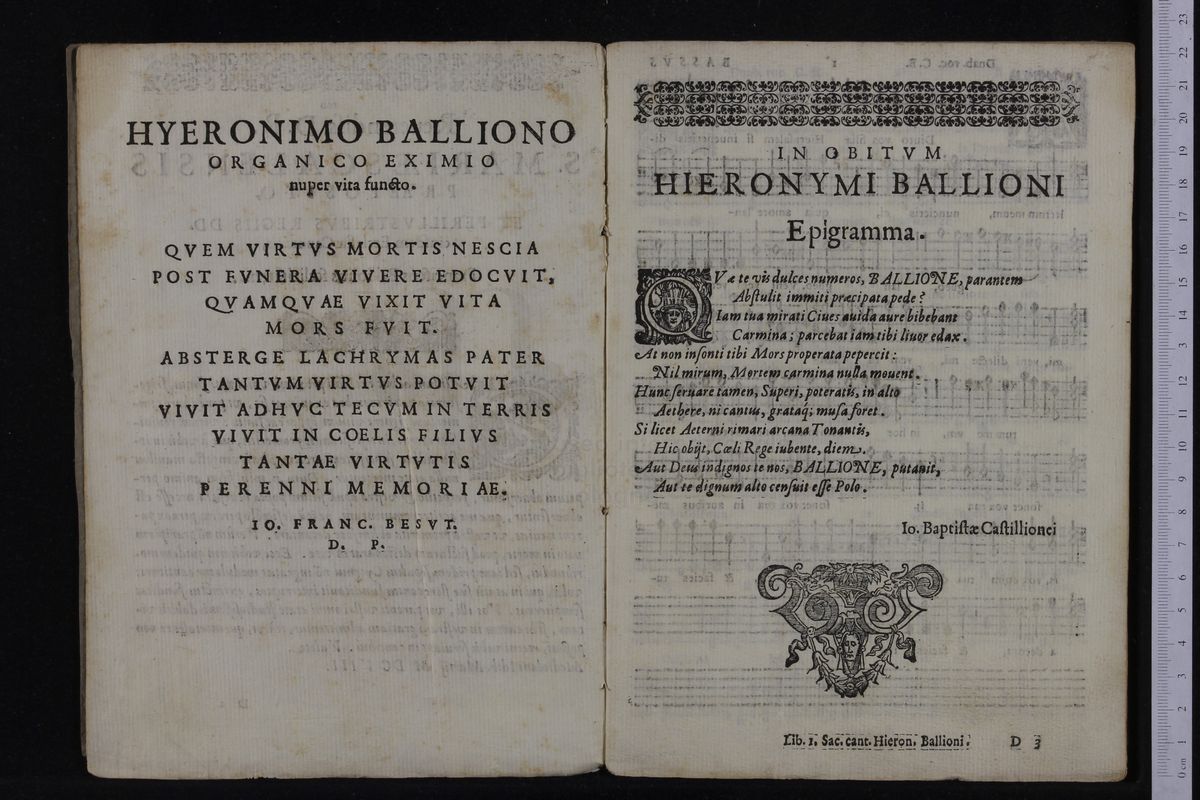 HYERONIMO BALLIONO
ORGANICO EXIMIO
nuper vita functo.
QVEM VIRTVS MORTIS NESCIA
POST FVNERA VIVERE EDOCVIT,
QVAMQVAE VIXIT VITA
MORS FVIT.
ABSTERGE LACHRYMAS PATER
TANTVM VIRTVS POTVIT
VIVIT ADHVC TECVM IN TERRIS
VIVIT IN COELIS FILIVS
TANTAE VIRTVTIS
PERENNI MEMORIAE.
IO. FRANC. BESVT.
D. P.
IN OBITVM
HIERONYMI BALLIONI
Epigramma.
QVæ te vis dulces numeros, BALLIONE, parantem
Abſtulit immiti præcipata pede?
Iam tua mirati Ciues auida aure bibebant
Carmina; parcebat iam tibi liuor edax.
At non inſonti tibi Mors properata pepercit:
Nil mirum, Mortem carmina nulla mouent.
Hunc ſeruare tamen, Superi, poteratis, in alto
Aethere, ni cantus, grataq; muſa foret.
Si licet Aeterni rimari arcana Tonantis,
Hic obijt, Cœli Rege iubente, diem.
Aut Deus indignos te nos, BALLIONE, putauit,
Aut te dignum alto cenſuit eſſe Polo.
Io. Baptiſtæ Caſtillionei
Lib. 1. Sac. cant. Hieron. Ballioni. D 3